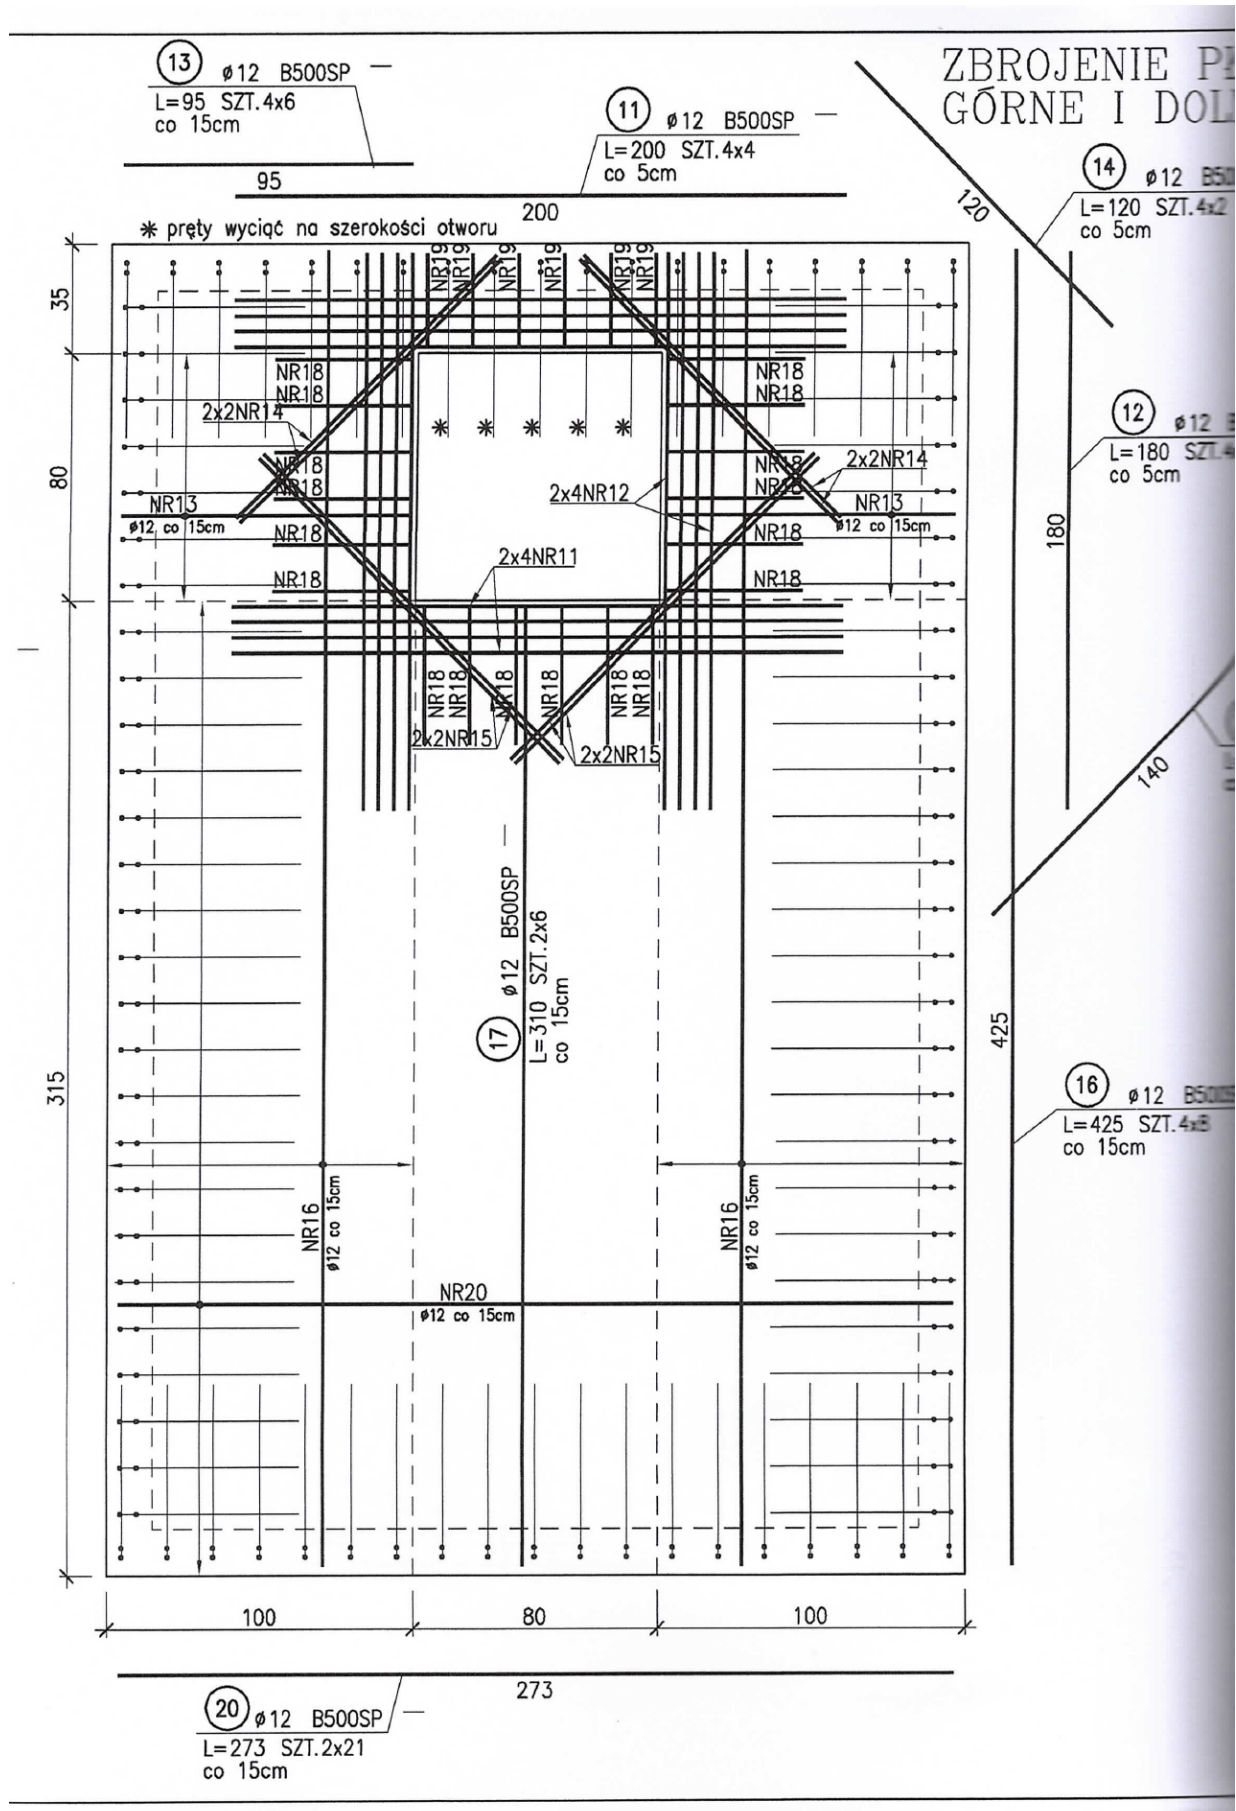 13 ø12 B500SP
L=95 SZT.4x6
co 15cm
95
11 ø12 B500SP
L=200 SZT.4x4
co 5cm
200
ZBROJENIE
GÓRNE I
14 ø12
L=120 SZT.4x2
co 5cm
120
* pręty wyciąć na szerokości otworu
NR19
NR19
NR19
NR19
NR19
NR19
35
NR18
NR18
NR18
NR18
2x2NR14
12 ø12
L=180 SZT.
co 5cm
180
80
NR18
NR18
NR18
NR18
2x2NR14
* * * * *
2x4NR12
NR13
ø12 co 15cm
NR13
ø12 co 15cm
NR18
NR18
2x4NR11
NR18
NR18
NR18
NR18
NR18
NR18
NR18
NR18
2x2NR15
2x2NR15
140
17 ø12 B500SP
L=310 SZT.2x6
co 15cm
425
315
16 ø12
L=425 SZT.4x8
co 15cm
NR16
ø12 co 15cm
NR16
ø12 co 15cm
NR20
ø12 co 15cm
100
80
100
273
20 ø12 B500SP
L=273 SZT.2x21
co 15cm